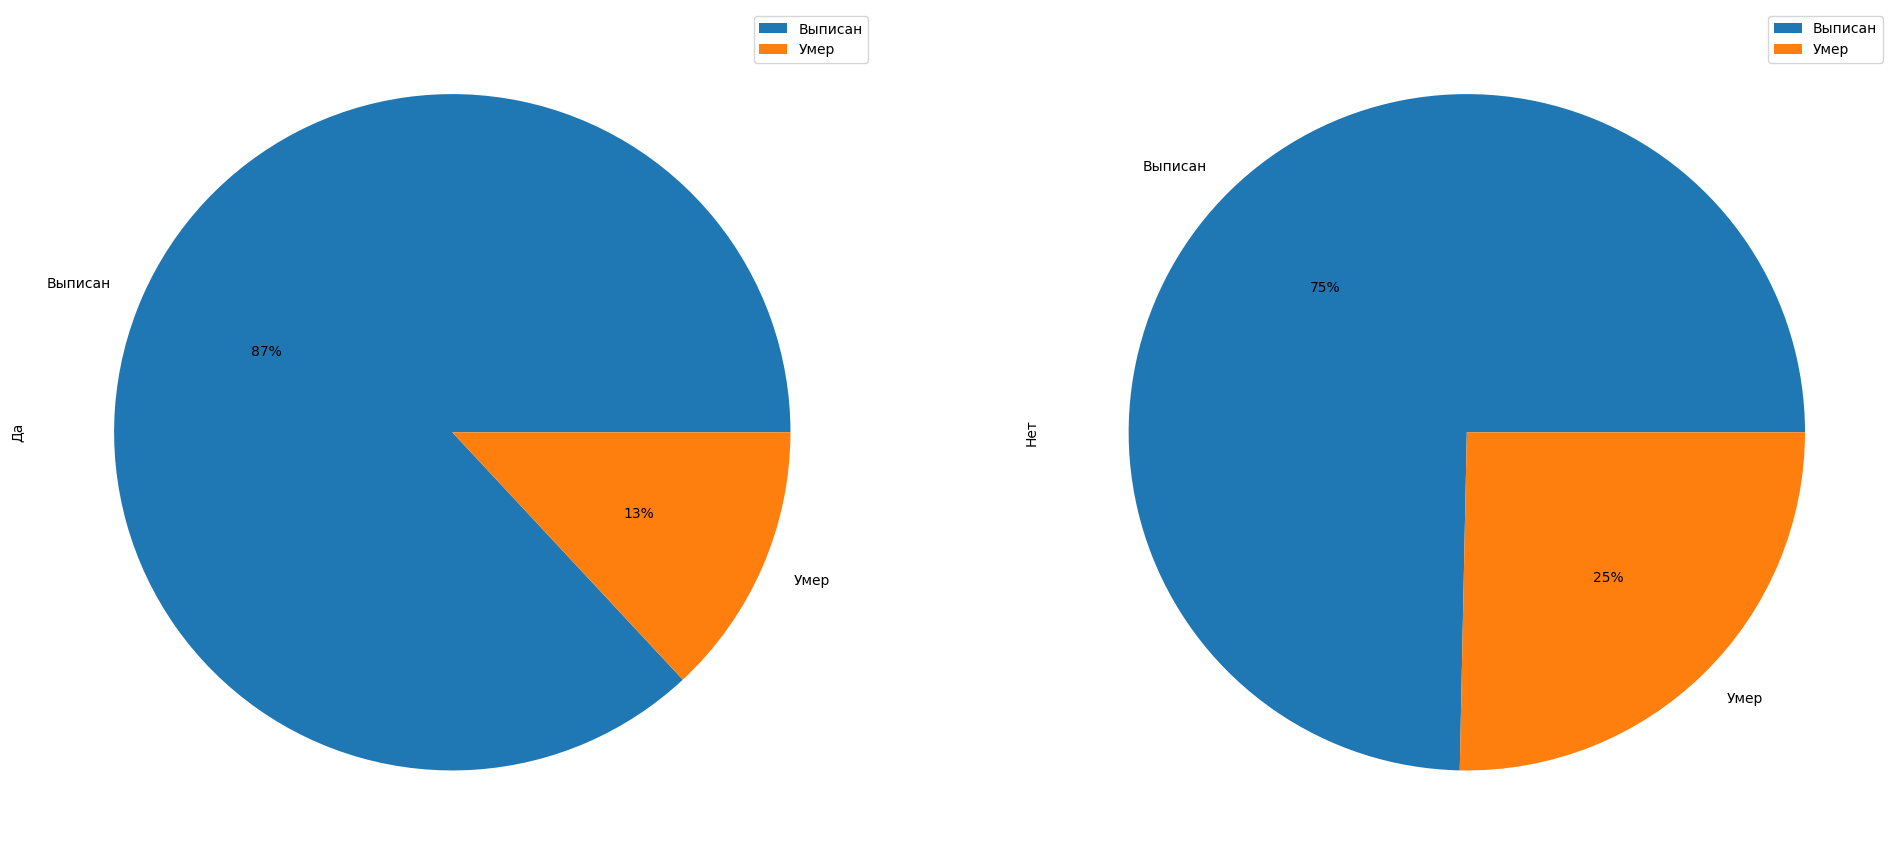 Выписан
Умер
Выписан
87%
Да
13%
Умер
Выписан
Умер
Выписан
75%
Нет
25%
Умер